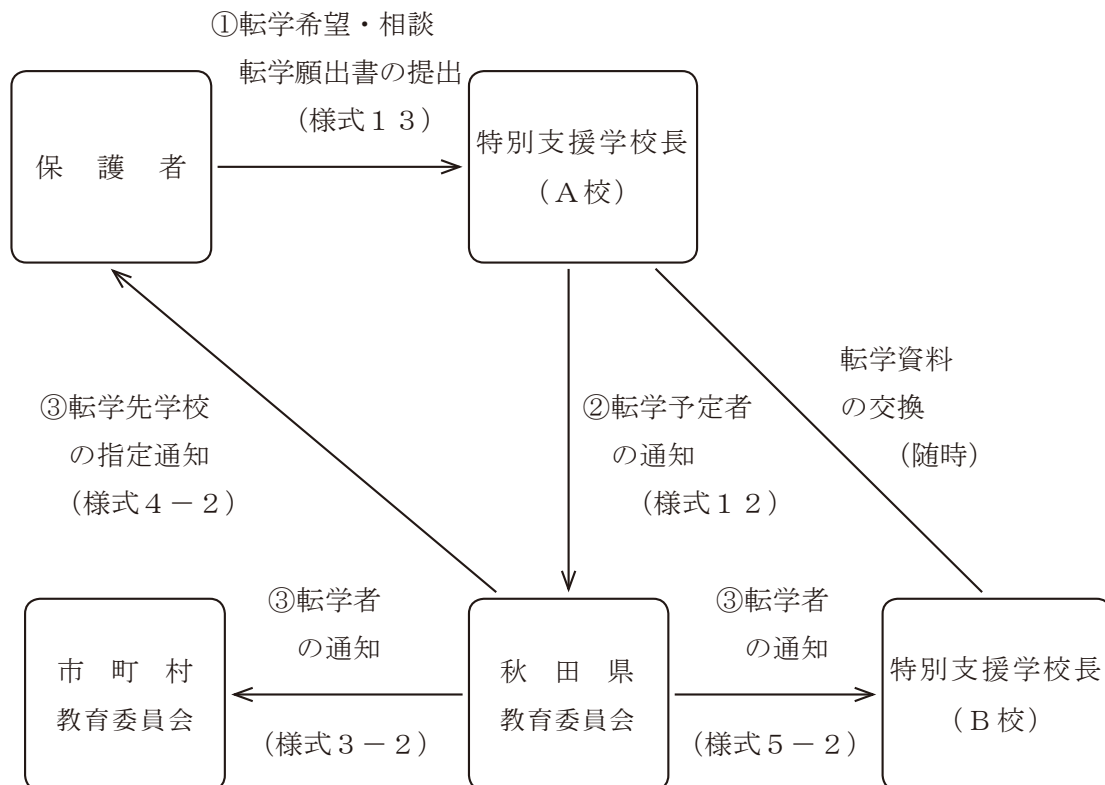 ①転学希望・相談
転学願出書の提出
（様式１３）
保　護　者
特別支援学校長
（Ａ校）
③転学先学校
の指定通知
（様式４－２）
②転学予定者
の通知
（様式１２）
転学資料
の交換
（随時）
③転学者
の通知
③転学者
の通知
市　町　村
教育委員会
（様式３－２）
秋　田　県
教育委員会
（様式５－２）
特別支援学校長
（Ｂ校）